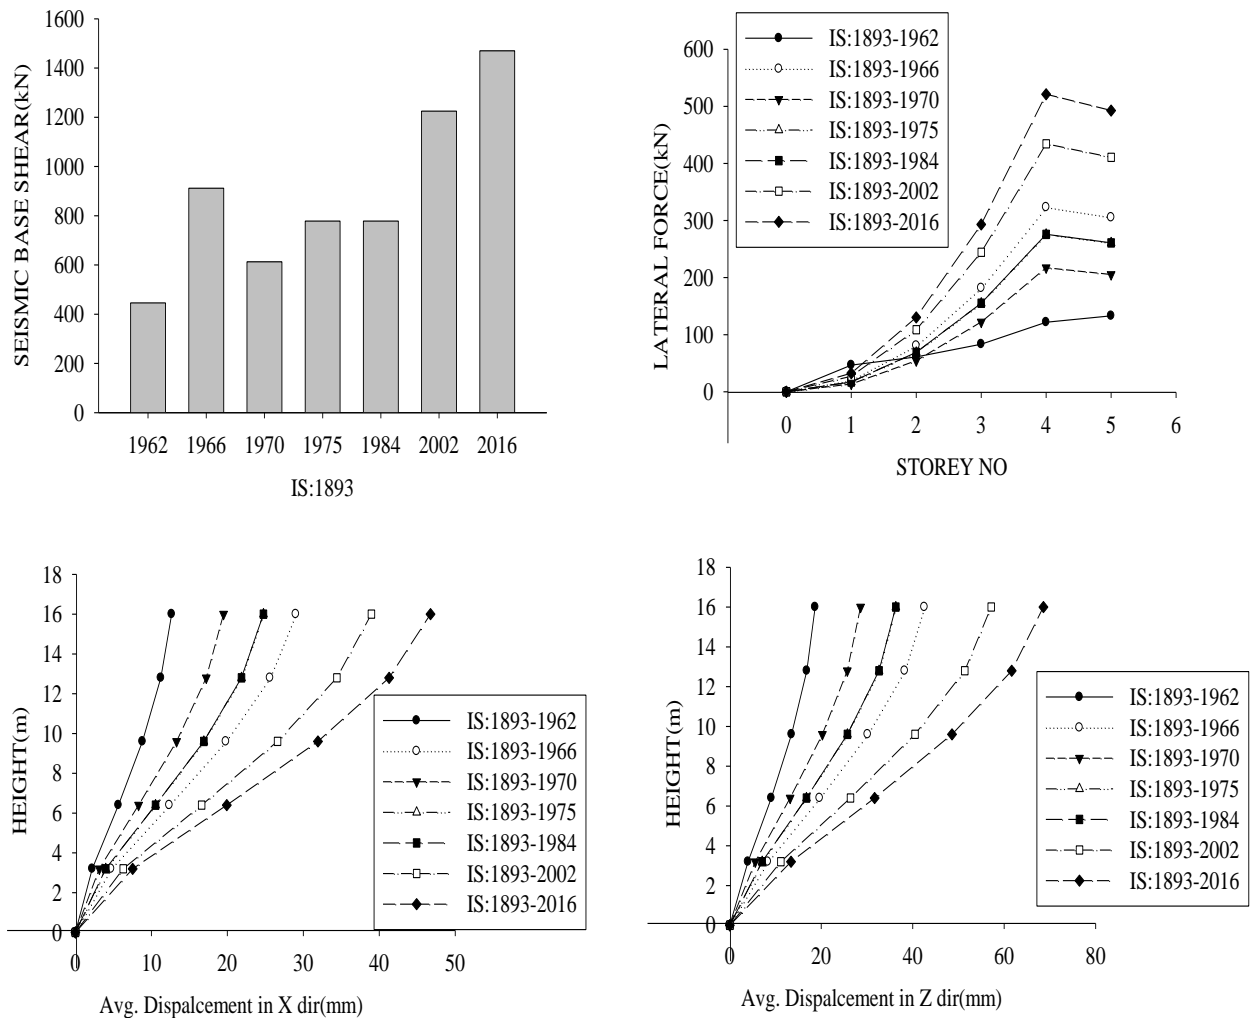 SEISMIC BASE SHEAR(kN)
1600
1400
1200
1000
800
600
400
200
0
1962 1966 1970 1975 1984 2002 2016
IS:1893
LATERAL FORCE(kN)
600
500
400
300
200
100
0
0 1 2 3 4 5 6
STOREY NO
IS:1893-1962
IS:1893-1966
IS:1893-1970
IS:1893-1975
IS:1893-1984
IS:1893-2002
IS:1893-2016
HEIGHT(m)
18
16
14
12
10
8
6
4
2
0
0 10 20 30 40 50
Avg. Dispalcement in X dir(mm)
IS:1893-1962
IS:1893-1966
IS:1893-1970
IS:1893-1975
IS:1893-1984
IS:1893-2002
IS:1893-2016
HEIGHT(m)
18
16
14
12
10
8
6
4
2
0
0 20 40 60 80
Avg. Dispalcement in Z dir(mm)
IS:1893-1962
IS:1893-1966
IS:1893-1970
IS:1893-1975
IS:1893-1984
IS:1893-2002
IS:1893-2016